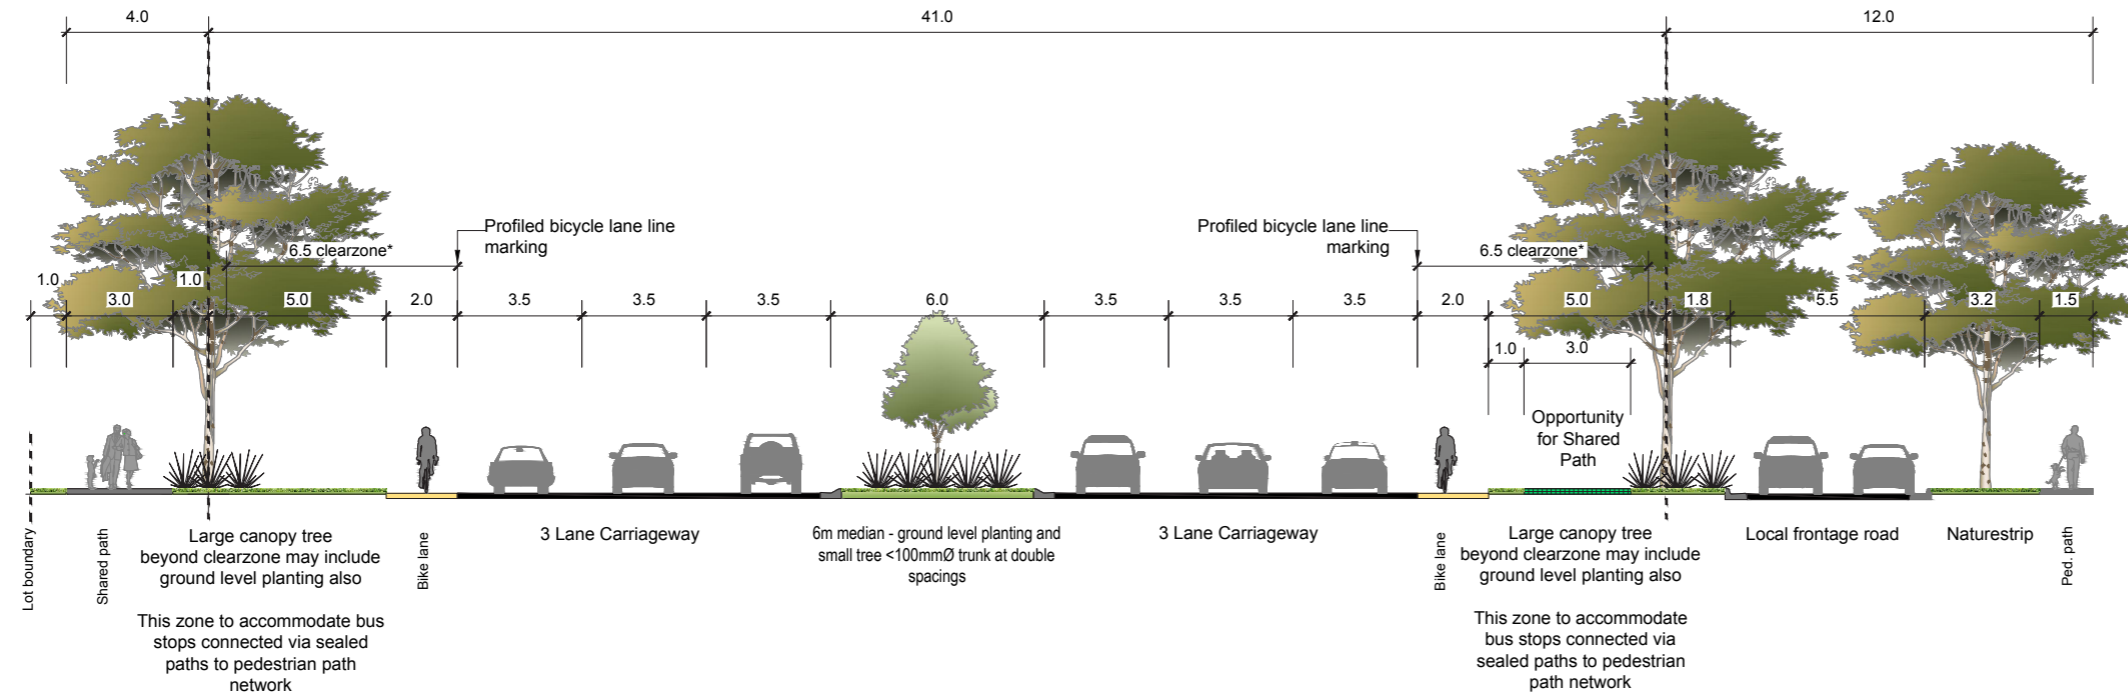 4.0
41.0
12.0
Profiled bicycle lane line
marking
Profiled bicycle lane line
marking
6.5 clearzone*
6.5 clearzone*
1.0
3.0
1.0
5.0
2.0
3.5
3.5
3.5
6.0
3.5
3.5
3.5
2.0
5.0
1.8
5.5
3.2
1.5
1.0
3.0
Opportunity
for Shared
Path
Lot boundary
Shared path
Large canopy tree
beyond clearzone may include
ground level planting also
This zone to accommodate bus
stops connected via sealed
paths to pedestrian path
network
Bike lane
3 Lane Carriageway
6m median - ground level planting and
small tree <100mmØ trunk at double
spacings
3 Lane Carriageway
Bike lane
Large canopy tree
beyond clearzone may include
ground level planting also
This zone to accommodate
bus stops connected via
sealed paths to pedestrian
path network
Local frontage road
Naturestrip
Ped. path